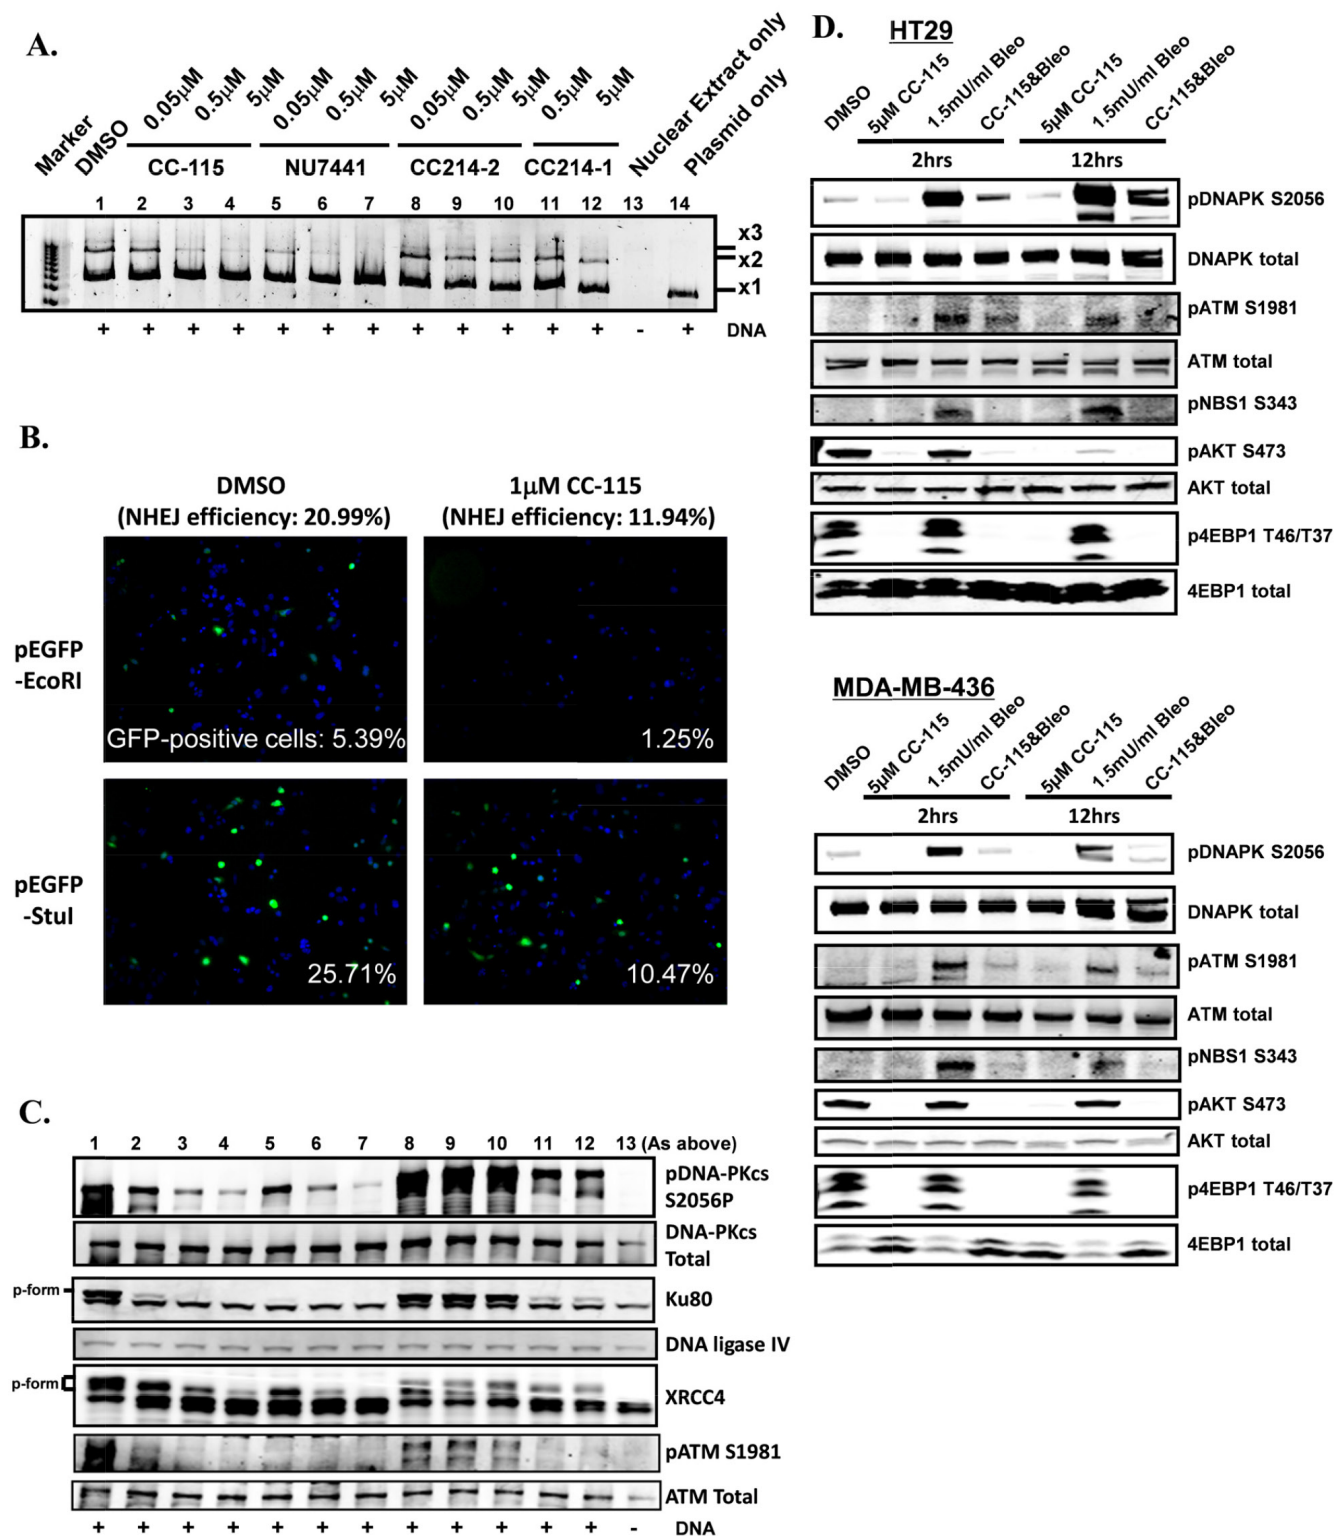 A.
Marker
DMSO
0.05µM
0.5µM
5µM
0.05µM
0.5µM
5µM
0.05µM
0.5µM
5µM
0.5µM
5µM
Nuclear Extract only
Plasmid only
CC-115 NU7441 CC214-2 CC214-1
1 2 3 4 5 6 7 8 9 10 11 12 13 14
x3
x2
x1
+ + + + + + + + + + + + - + DNA
B.
DMSO
(NHEJ efficiency: 20.99%)
1µM CC-115
(NHEJ efficiency: 11.94%)
pEGFP
-EcoRI
GFP-positive cells: 5.39%
1.25%
pEGFP
-StuI
25.71%
10.47%
C.
1 2 3 4 5 6 7 8 9 10 11 12 13 (As above)
pDNA-PKcs
S2056P
DNA-PKcs
Total
p-form
Ku80
DNA ligase IV
p-form
XRCC4
pATM S1981
ATM Total
+ + + + + + + + + + + + - DNA
D.
HT29
DMSO
5µM CC-115
1.5mU/ml Bleo
CC-115&Bleo
5µM CC-115
1.5mU/ml Bleo
CC-115&Bleo
2hrs 12hrs
pDNAPK S2056
DNAPK total
pATM S1981
ATM total
pNBS1 S343
pAKT S473
AKT total
p4EBP1 T46/T37
4EBP1 total
MDA-MB-436
DMSO
5µM CC-115
1.5mU/ml Bleo
CC-115&Bleo
5µM CC-115
1.5mU/ml Bleo
CC-115&Bleo
2hrs 12hrs
pDNAPK S2056
DNAPK total
pATM S1981
ATM total
pNBS1 S343
pAKT S473
AKT total
p4EBP1 T46/T37
4EBP1 total